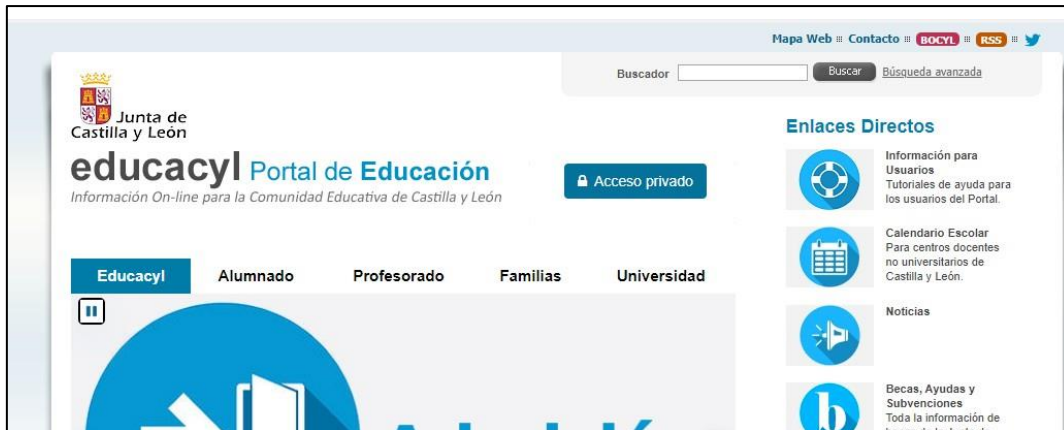 Mapa Web Contacto BOCYL RSS
Buscador Buscar Búsqueda avanzada
Junta de
Castilla y León
educacyl Portal de Educación
Información On-line para la Comunidad Educativa de Castilla y León
Acceso privado
Educacyl Alumnado Profesorado Familias Universidad
Enlaces Directos
Información para
Usuarios
Tutoriales de ayuda para
los usuarios del Portal.
Calendario Escolar
Para centros docentes
no universitarios de
Castilla y León.
Noticias
b
Becas, Ayudas y
Subvenciones
Toda la información de